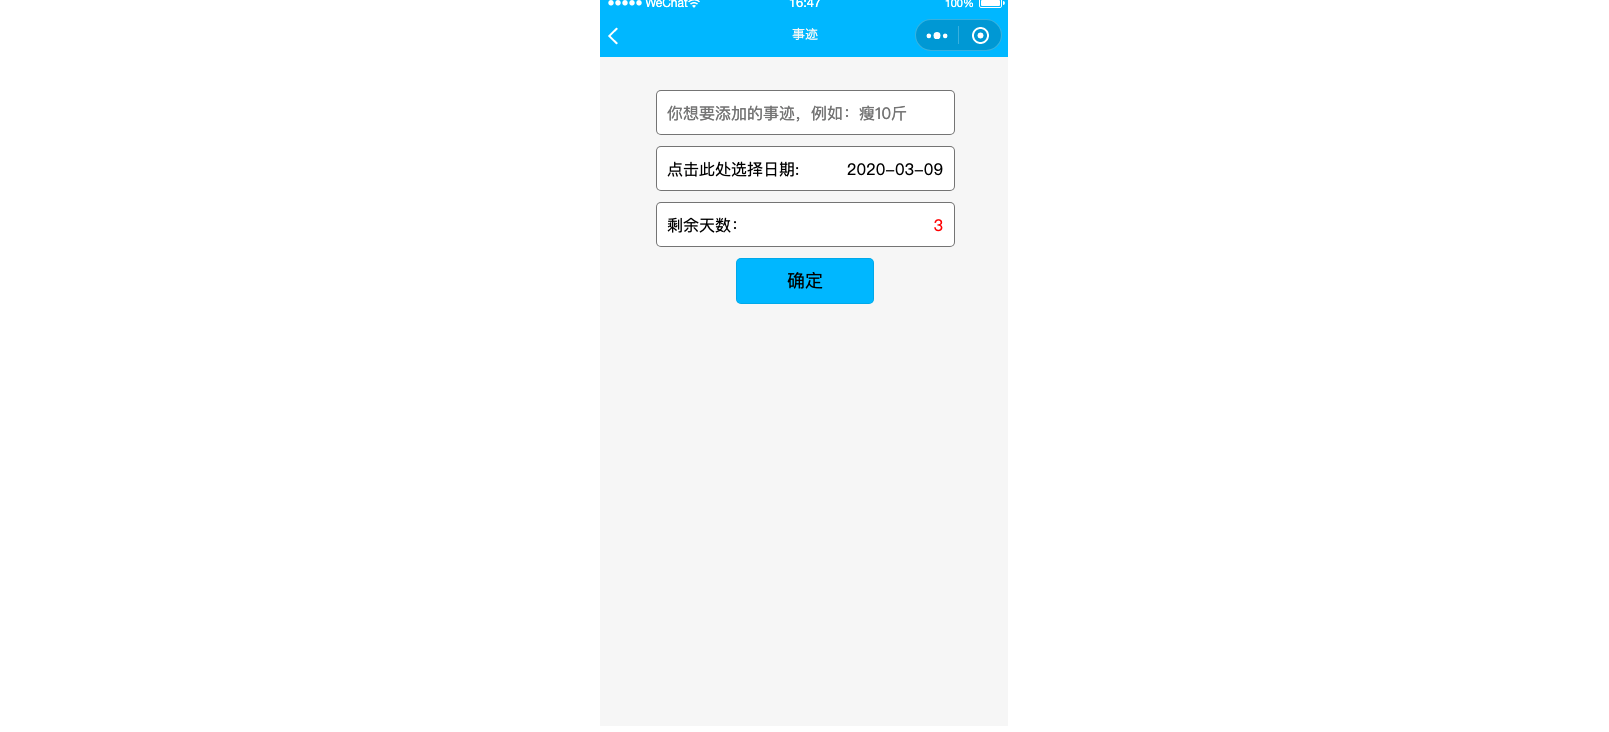 WeChat 16:47 100%
事迹
你想要添加的事迹，例如：瘦10斤
点击此处选择日期: 2020-03-09
剩余天数： 3
确定